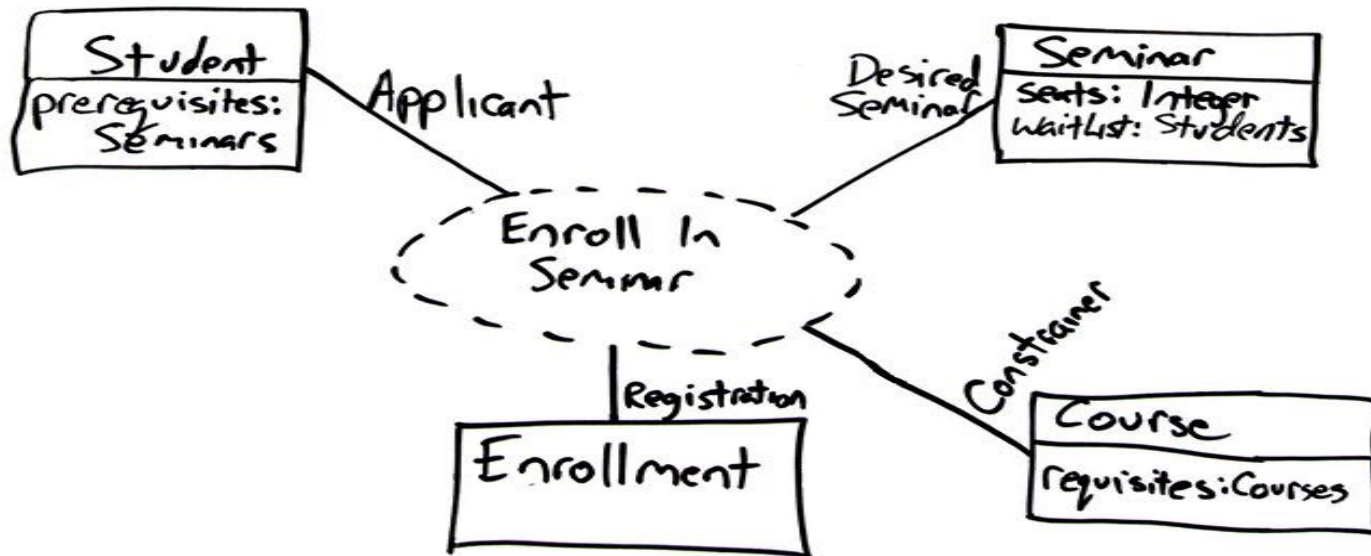 Student
prerequisites:
Seminars
Applicant
Desired
Seminar
Seminar
seats: Integer
waitlist: Students
Enroll In
Seminar
Registration
Enrollment
Constrainer
Course
requisites: Courses